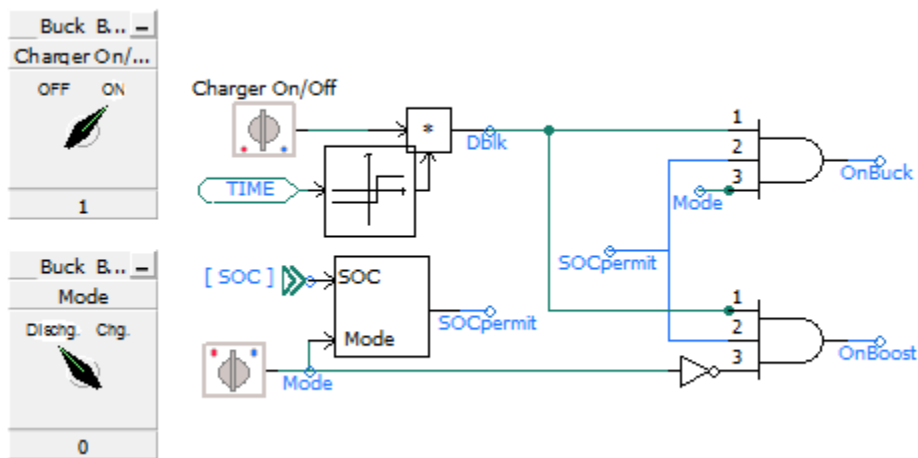 Buck B...
Charger On/...
OFF ON
1
Buck B...
Mode
Dischg. Chg.
0
Charger On/Off
*
Dblk
TIME
[ SOC ]
SOC
Mode
SOCpermit
Mode
1
2
3
Mode
OnBuck
SOCpermit
1
2
3
OnBoost